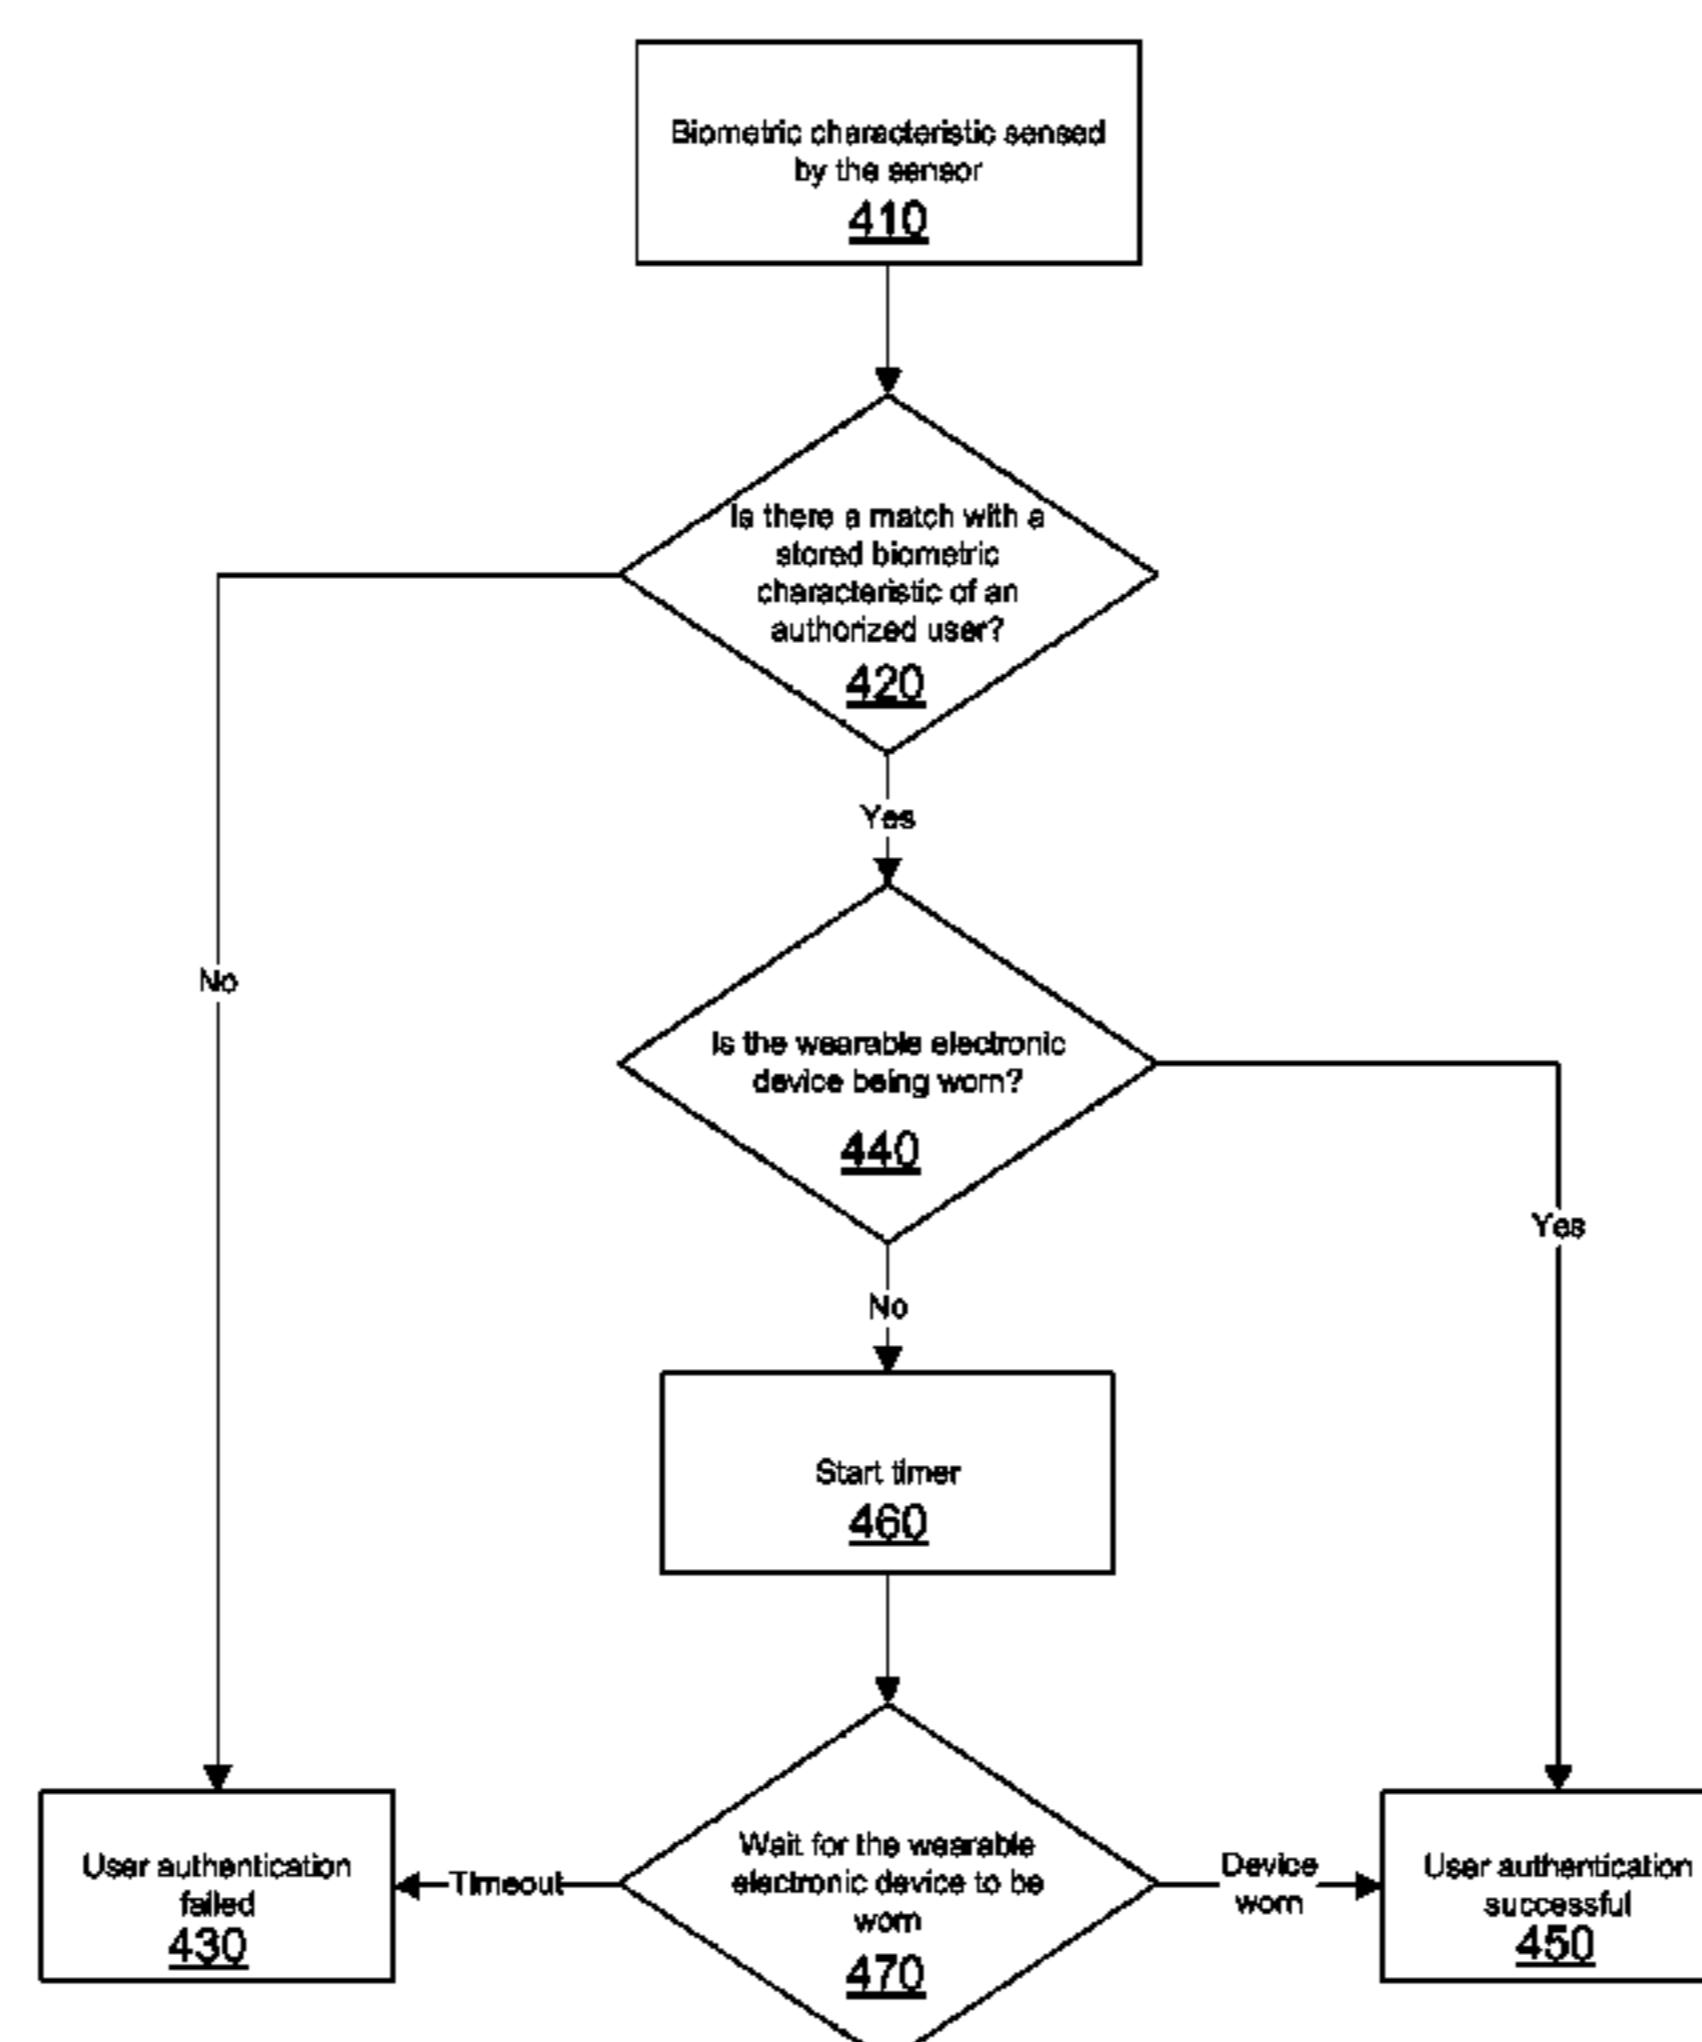 Biometric characteristic sensed
by the sensor
410
Is there a match with a
stored biometric
characteristic of an
authorized user?
420
Yes
No
Is the wearable electronic
device being worn?
440
Yes
No
Start timer
460
User authentication
failed
430
Timeout
Wait for the wearable
electronic device to be
worn
470
Device
worn
User authentication
successful
450